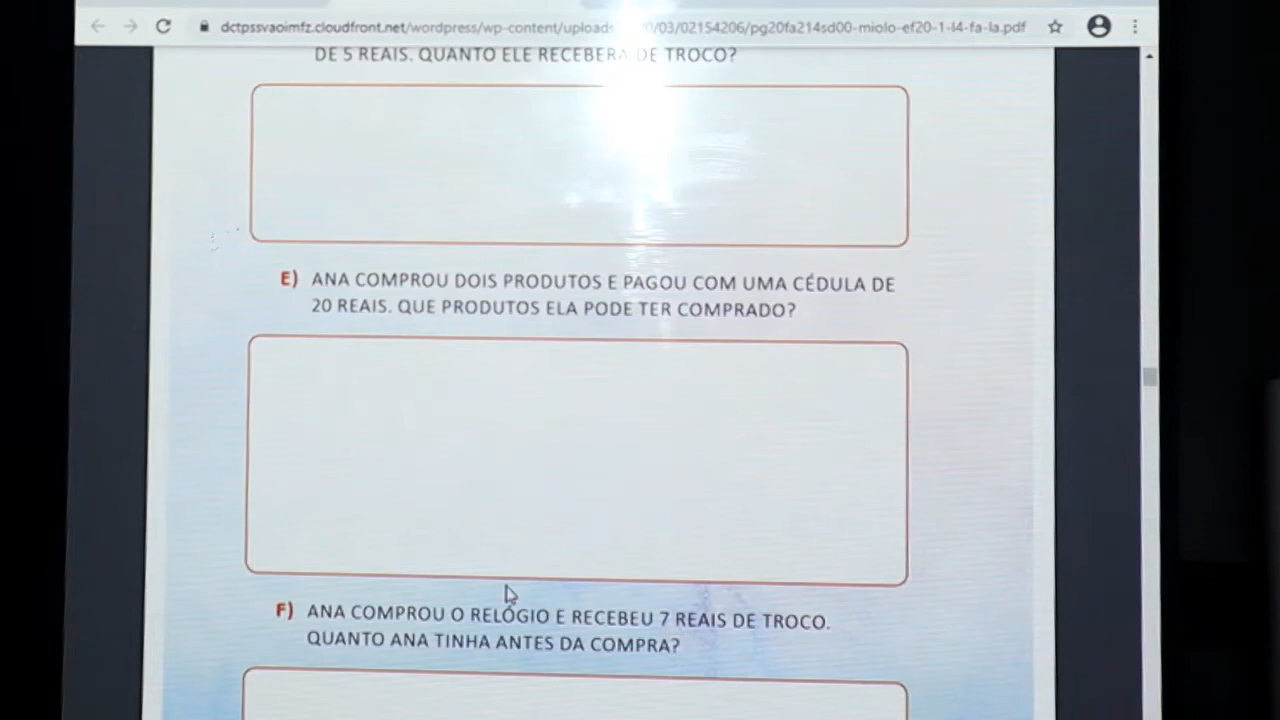 dctpssvaoimfz.cloudfront.net/wordpress/wp-content/uploads 0/03/02154206/pg20fa214sd00-miolo-ef20-1-l4-fa-la.pdf
DE 5 REAIS. QUANTO ELE RECEBERÁ DE TROCO?
E) ANA COMPROU DOIS PRODUTOS E PAGOU COM UMA CÉDULA DE
20 REAIS. QUE PRODUTOS ELA PODE TER COMPRADO?
F) ANA COMPROU O RELÓGIO E RECEBEU 7 REAIS DE TROCO.
QUANTO ANA TINHA ANTES DA COMPRA?